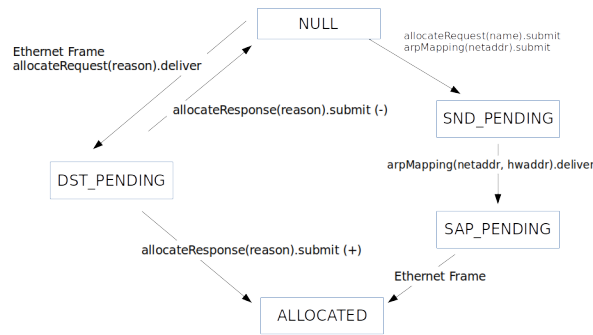 NULL
allocateRequest(name).submit
arpMapping(netaddr).submit
Ethernet Frame
allocateRequest(reason).deliver
allocateResponse(reason).submit (-)
SND_PENDING
arpMapping(netaddr, hwaddr).deliver
DST_PENDING
SAP_PENDING
allocateResponse(reason).submit (+)
Ethernet Frame
ALLOCATED